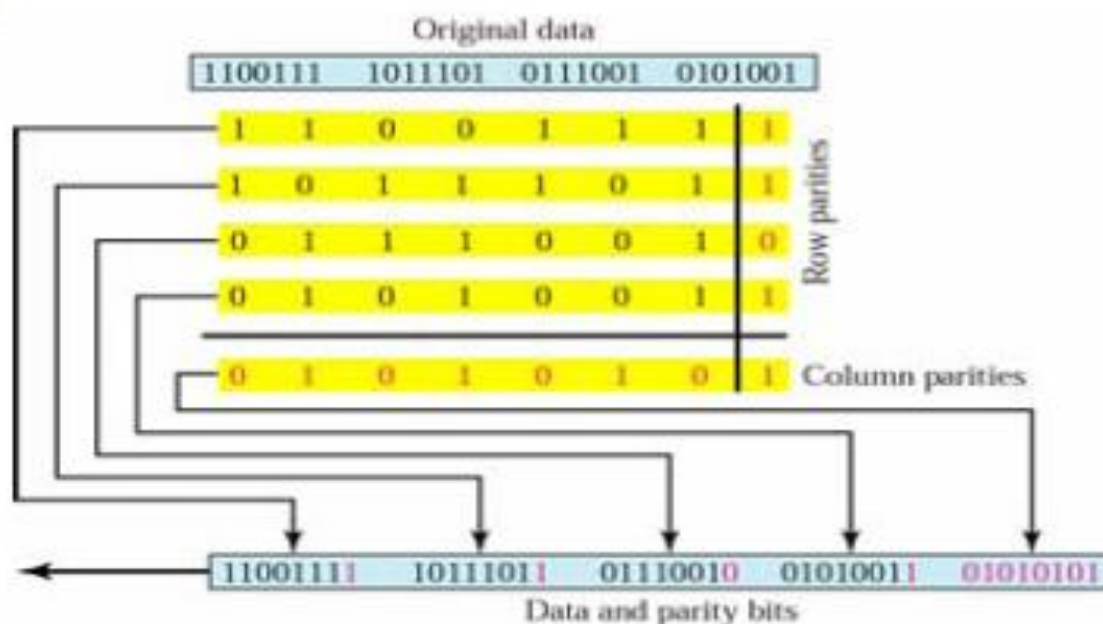 Original data
1100111 1011101 0111001 0101001
1 1 0 0 1 1 1 1
1 0 1 1 1 0 1 1
0 1 1 1 0 0 1 0
0 1 0 1 0 0 1 1
Row parities
0 1 0 1 0 1 0 1 Column parities
11001111 10111011 01110010 01010011 01010101
Data and parity bits